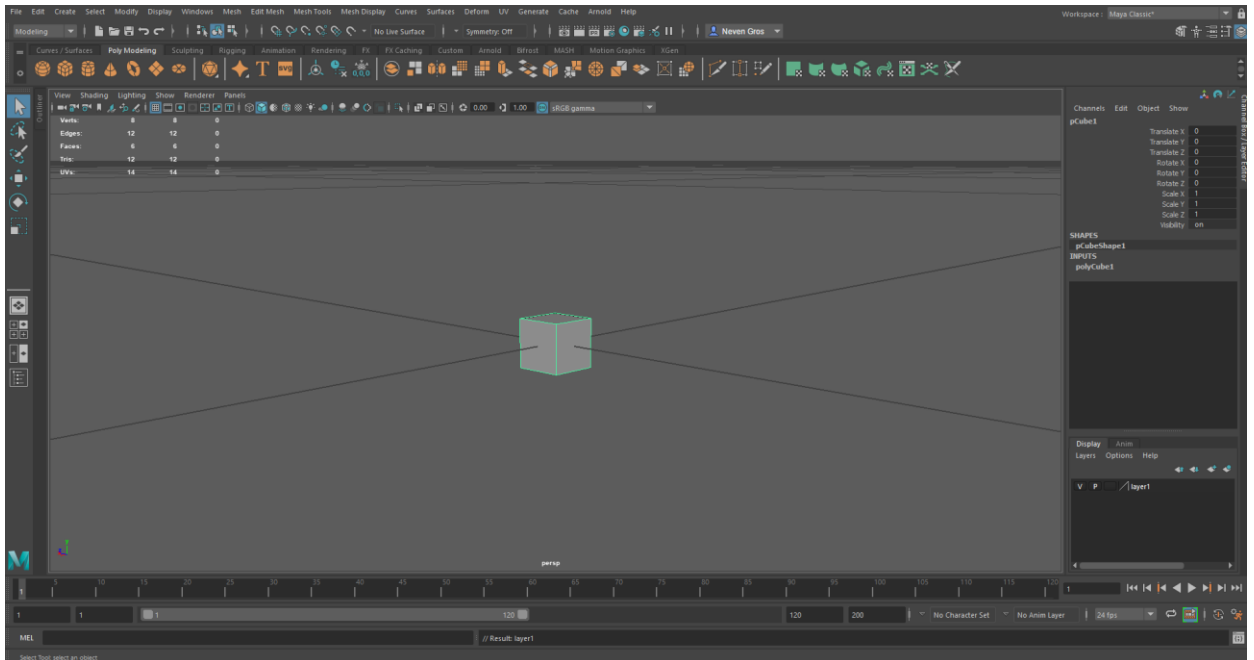 File Edit Create Select Modify Display Windows Mesh Edit Mesh Mesh Tools Mesh Display Curves Surfaces Deform UV Generate Cache Arnold Help Workspace : Maya Classic*
Modeling No Live Surface Symmetry: Off Neven Gros
Curves / Surfaces Poly Modeling Sculpting Rigging Animation Rendering FX FX Caching Custom Arnold Bifrost MASH Motion Graphics XGen
T SVG
View Shading Lighting Show Renderer Panels
0.00 1.00 sRGB gamma
Outliner
Verts: 8 8 0
Edges: 12 12 0
Faces: 6 6 0
Tris: 12 12 0
UVs: 14 14 0
persp
Channels Edit Object Show
pCube1
Translate X 0
Translate Y 0
Translate Z 0
Rotate X 0
Rotate Y 0
Rotate Z 0
Scale X 1
Scale Y 1
Scale Z 1
Visibility on
SHAPES
pCubeShape1
INPUTS
polyCube1
Channel Box / Layer Editor
Display Anim
Layers Options Help
V P layer1
M
1 5 10 15 20 25 30 35 40 45 50 55 60 65 70 75 80 85 90 95 100 105 110 115 120 1
1 1 1 120 120 200 No Character Set No Anim Layer 24 fps
MEL // Result: layer1
Select Tool: select an object